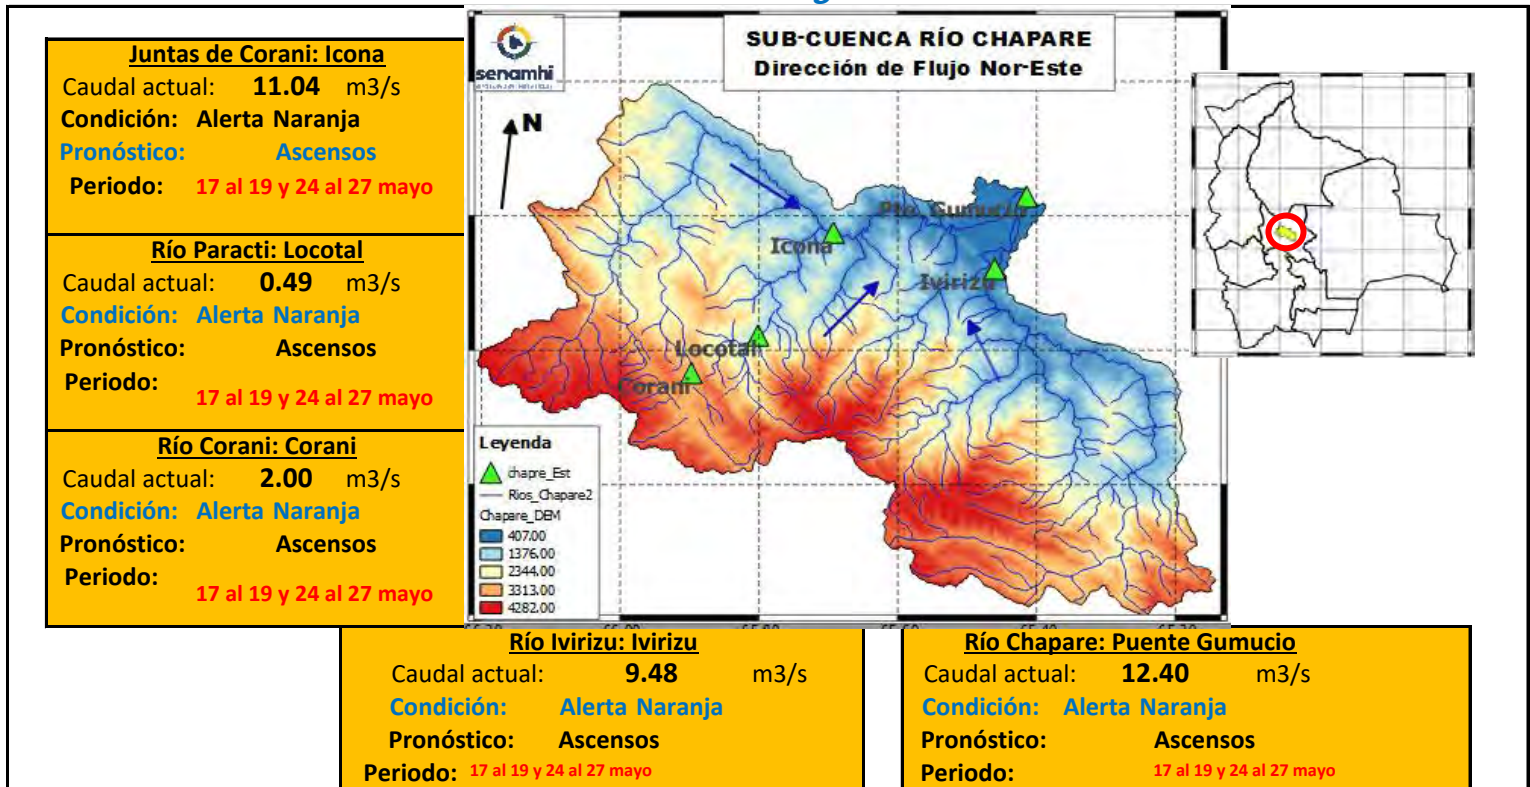 Juntas de Corani: Icona
Caudal actual: 11.04 m3/s
Condición: Alerta Naranja
Pronóstico: Ascensos
Periodo: 17 al 19 y 24 al 27 mayo
Río Paracti: Locotal
Caudal actual: 0.49 m3/s
Condición: Alerta Naranja
Pronóstico: Ascensos
Periodo:
17 al 19 y 24 al 27 mayo
Río Corani: Corani
Caudal actual: 2.00 m3/s
Condición: Alerta Naranja
Pronóstico: Ascensos
Periodo:
17 al 19 y 24 al 27 mayo
senamhi
SUB-CUENCA RÍO CHAPARE
Dirección de Flujo Nor-Este
N
Pto. Gumucio
Icona
Ivirizu
Locotal
Corani
Leyenda
chapre_Est
Rios_Chapare2
Chapare_DEM
407.00
1376.00
2344.00
3313.00
4282.00
Río Ivirizu: Ivirizu
Caudal actual: 9.48 m3/s
Condición: Alerta Naranja
Pronóstico: Ascensos
Periodo: 17 al 19 y 24 al 27 mayo
Río Chapare: Puente Gumucio
Caudal actual: 12.40 m3/s
Condición: Alerta Naranja
Pronóstico: Ascensos
Periodo: 17 al 19 y 24 al 27 mayo